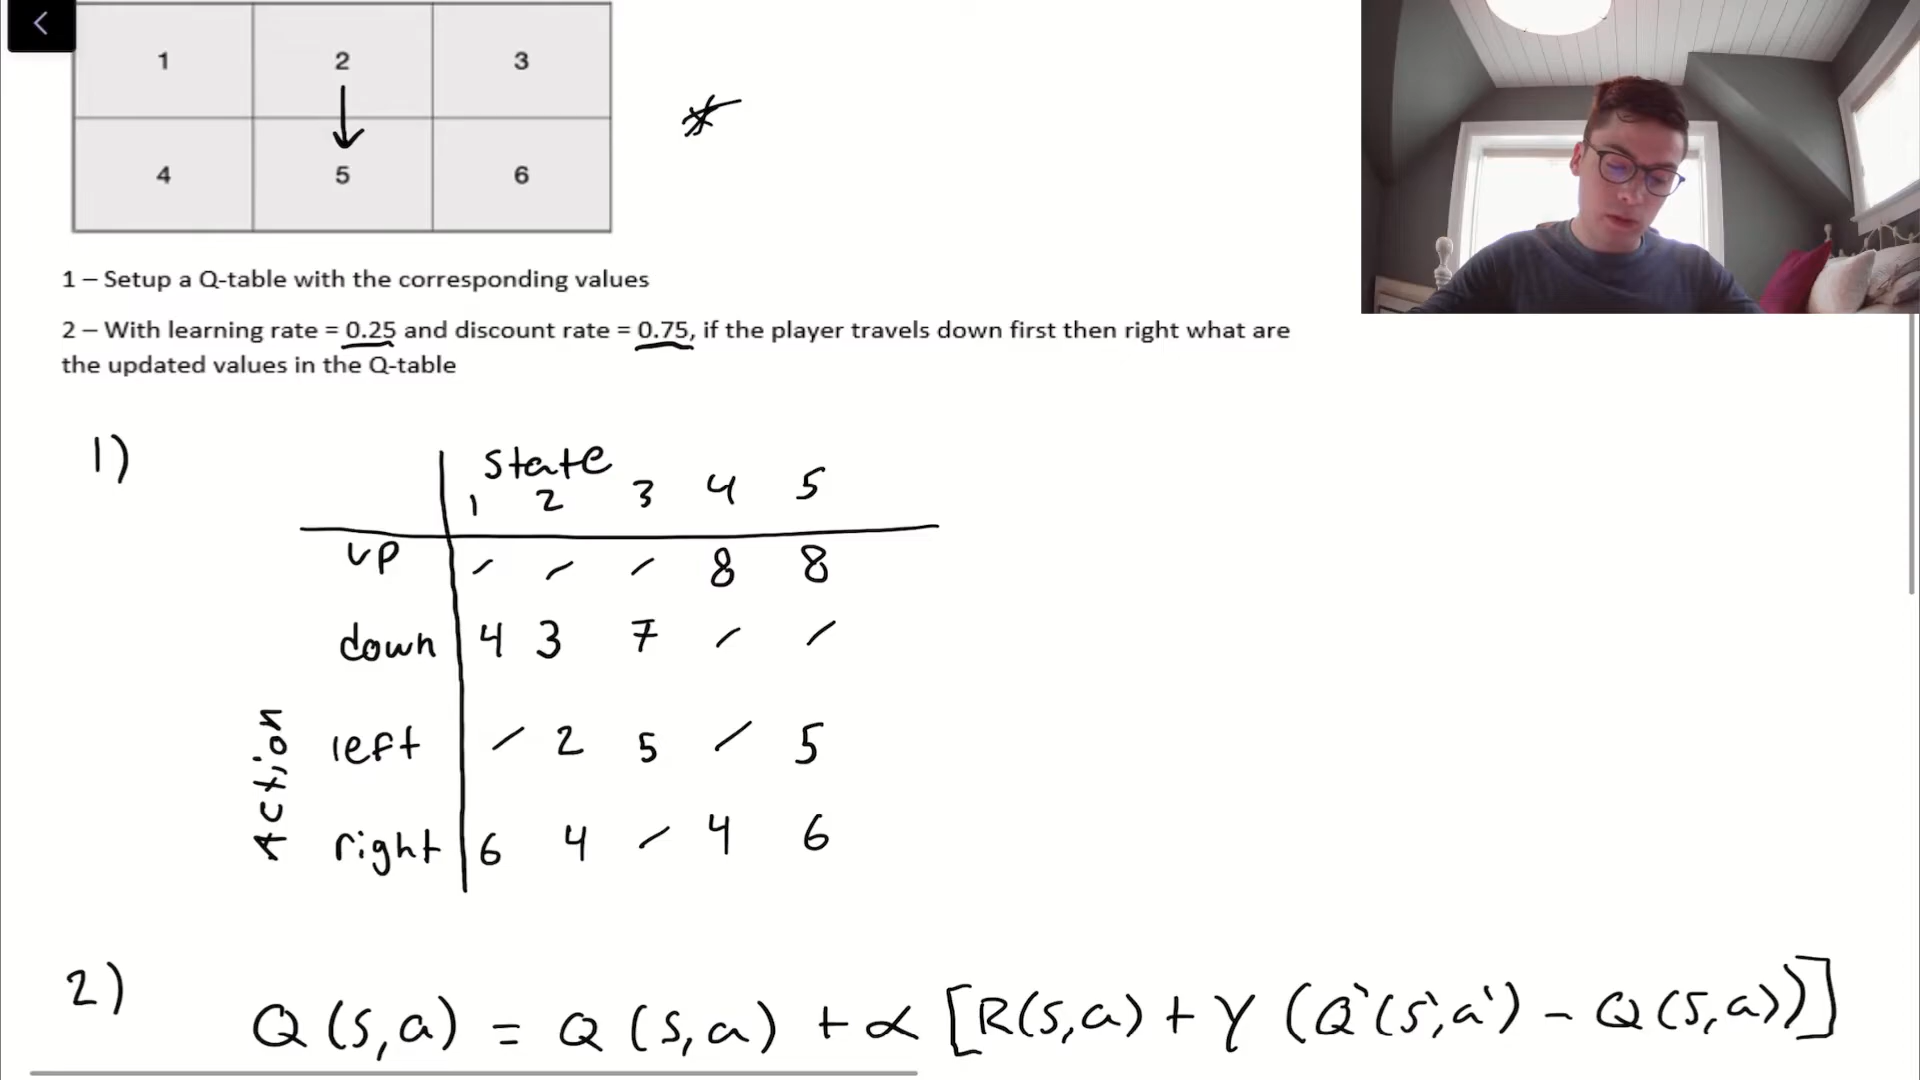 1 2 3
4 5 6
1 – Setup a Q-table with the corresponding values
2 – With learning rate = 0.25 and discount rate = 0.75, if the player travels down first then right what are
the updated values in the Q-table
1)
State
1 2 3 4 5
up - - - 8 8
down 4 3 7 - -
Action
left - 2 5 - 5
right 6 4 - 4 6
2)
Q(s,a) = Q(s,a) + α [R(s,a) + γ (Q'(s',a') - Q(s,a))]